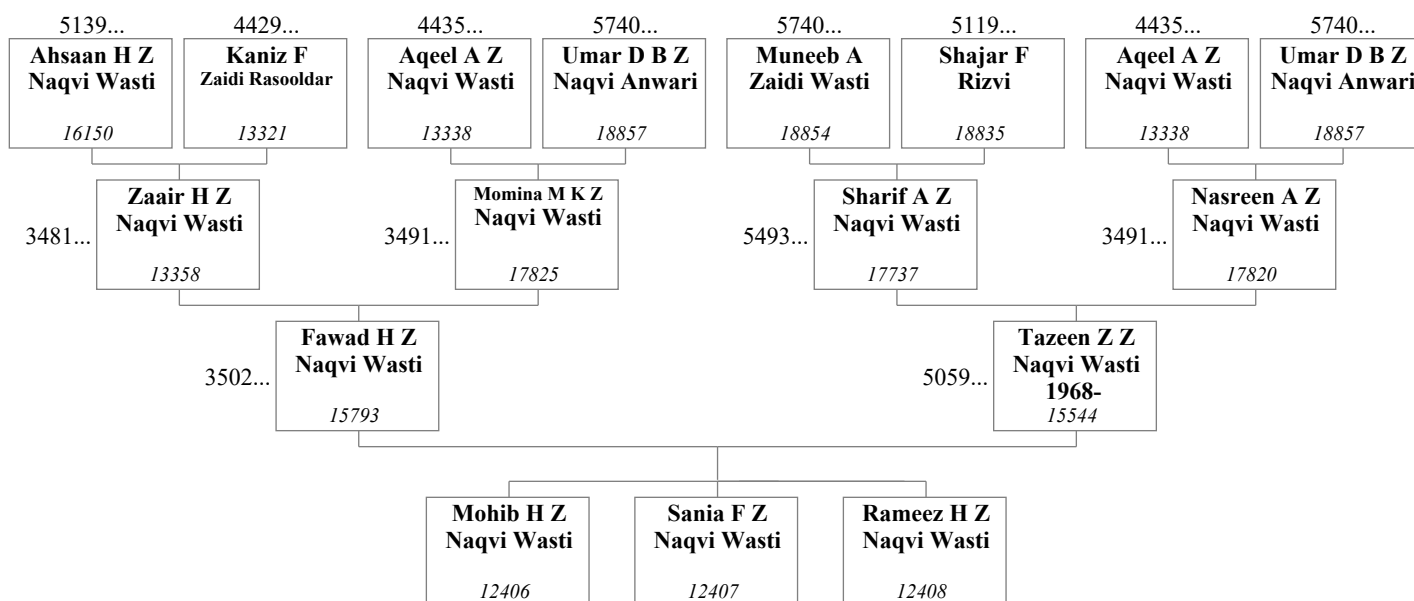 5139... 4429... 4435... 5740... 5740... 5119... 4435... 5740...
Ahsaan H Z
Naqvi Wasti
16150
Kaniz F
Zaidi Rasooldar
13321
Aqeel A Z
Naqvi Wasti
13338
Umar D B Z
Naqvi Anwari
18857
Muneeb A
Zaidi Wasti
18854
Shajar F
Rizvi
18835
Aqeel A Z
Naqvi Wasti
13338
Umar D B Z
Naqvi Anwari
18857
3481...
Zaair H Z
Naqvi Wasti
13358
3491...
Momina M K Z
Naqvi Wasti
17825
5493...
Sharif A Z
Naqvi Wasti
17737
3491...
Nasreen A Z
Naqvi Wasti
17820
3502...
Fawad H Z
Naqvi Wasti
15793
5059...
Tazeen Z Z
Naqvi Wasti
1968-
15544
Mohib H Z
Naqvi Wasti
12406
Sania F Z
Naqvi Wasti
12407
Rameez H Z
Naqvi Wasti
12408